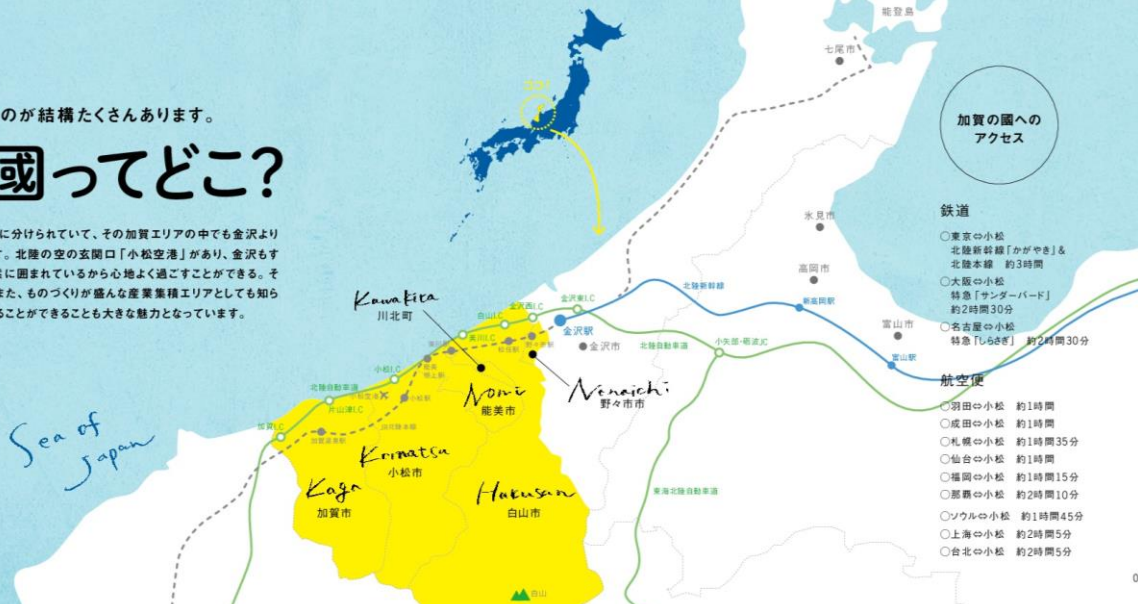 のが結構たくさんあります。
國ってどこ?
に分けられていて、その加賀エリアの中でも金沢より
。北陸の空の玄関口「小松空港」があり、金沢もす
に囲まれているから心地よく過ごすことができる。そ
また、ものづくりが盛んな産業集積エリアとしても知ら
ることができることも大きな魅力となっています。
Sea of
Japan
ココ!
能登島
七尾市
氷見市
高岡市
富山市
北陸新幹線
新高岡駅
富山駅
金沢東I.C
金沢西I.C
白山I.C
美川I.C
小松I.C
北陸自動車道
片山津I.C
加賀I.C
金沢駅
金沢市
北陸自動車道
小矢部・砺波JC
東海北陸自動車道
小松空港
小松駅
Kawakita
川北町
Nomi
能美市
Nonoichi
野々市市
Komatsu
小松市
Kaga
加賀市
Hakusan
白山市
白山
加賀の國への
アクセス
鉄道
○東京⇔小松
北陸新幹線「かがやき」&
北陸本線 約3時間
○大阪⇔小松
特急「サンダーバード」
約2時間30分
○名古屋⇔小松
特急「しらさぎ」 約2時間30分
航空便
○羽田⇔小松 約1時間
○成田⇔小松 約1時間
○札幌⇔小松 約1時間35分
○仙台⇔小松 約1時間
○福岡⇔小松 約1時間15分
○那覇⇔小松 約2時間10分
○ソウル⇔小松 約1時間45分
○上海⇔小松 約2時間5分
○台北⇔小松 約2時間5分